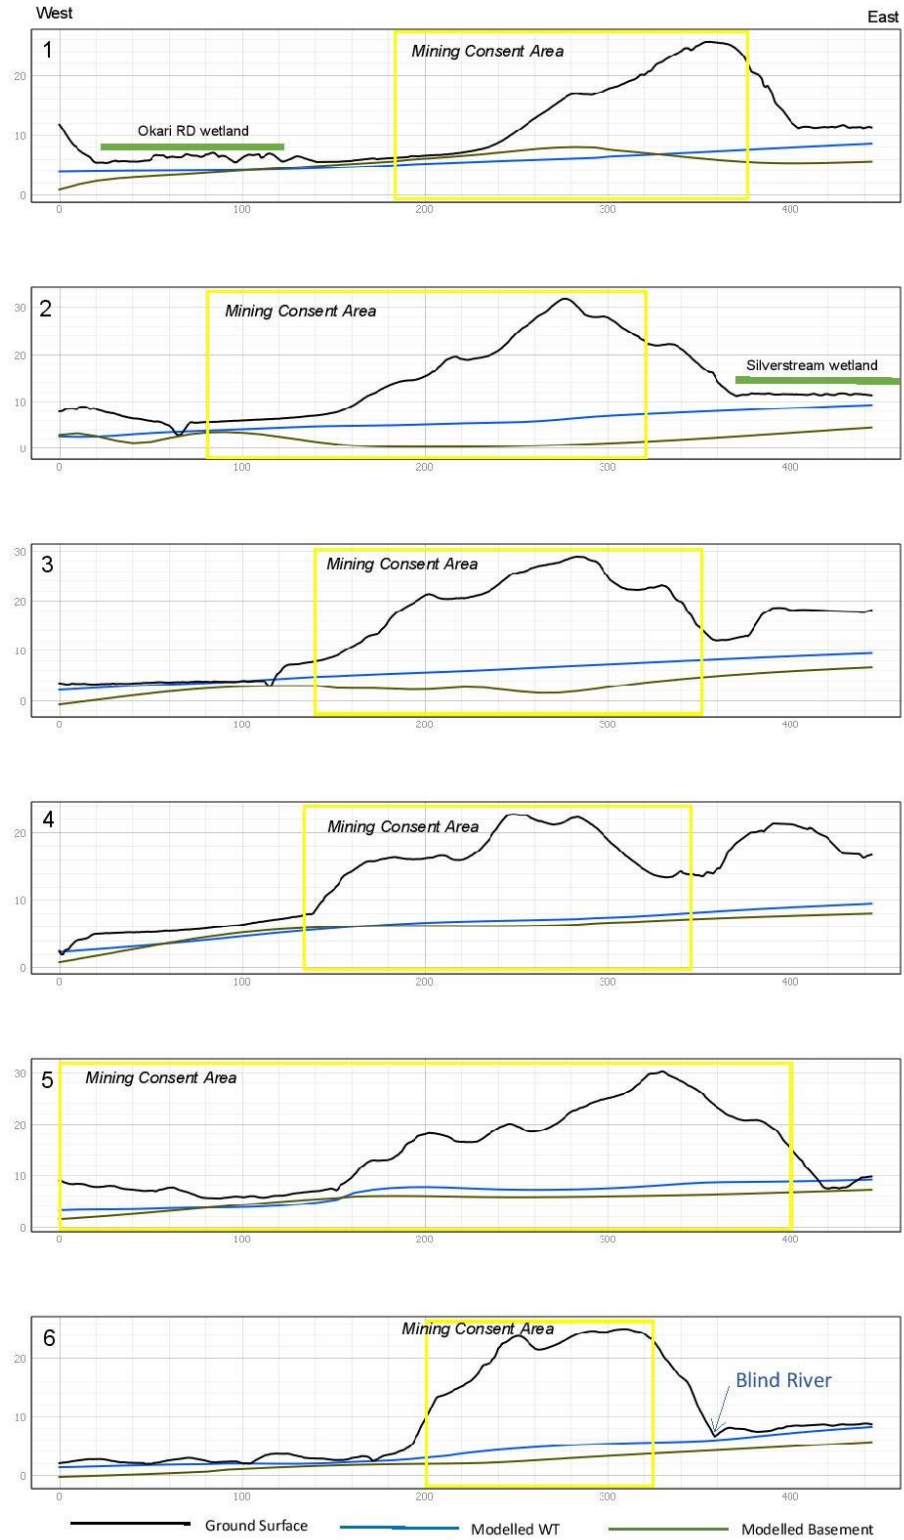 West
East
1
Mining Consent Area
20
Okari RD wetland
10
0
0 100 200 300 400
2
Mining Consent Area
30
20
Silverstream wetland
10
0
0 100 200 300 400
3
Mining Consent Area
30
20
10
0
0 100 200 300 400
4
Mining Consent Area
20
10
0
0 100 200 300 400
5
Mining Consent Area
30
20
10
0
0 100 200 300 400
6
Mining Consent Area
20
Blind River
10
0
0 100 200 300 400
Ground Surface Modelled WT Modelled Basement